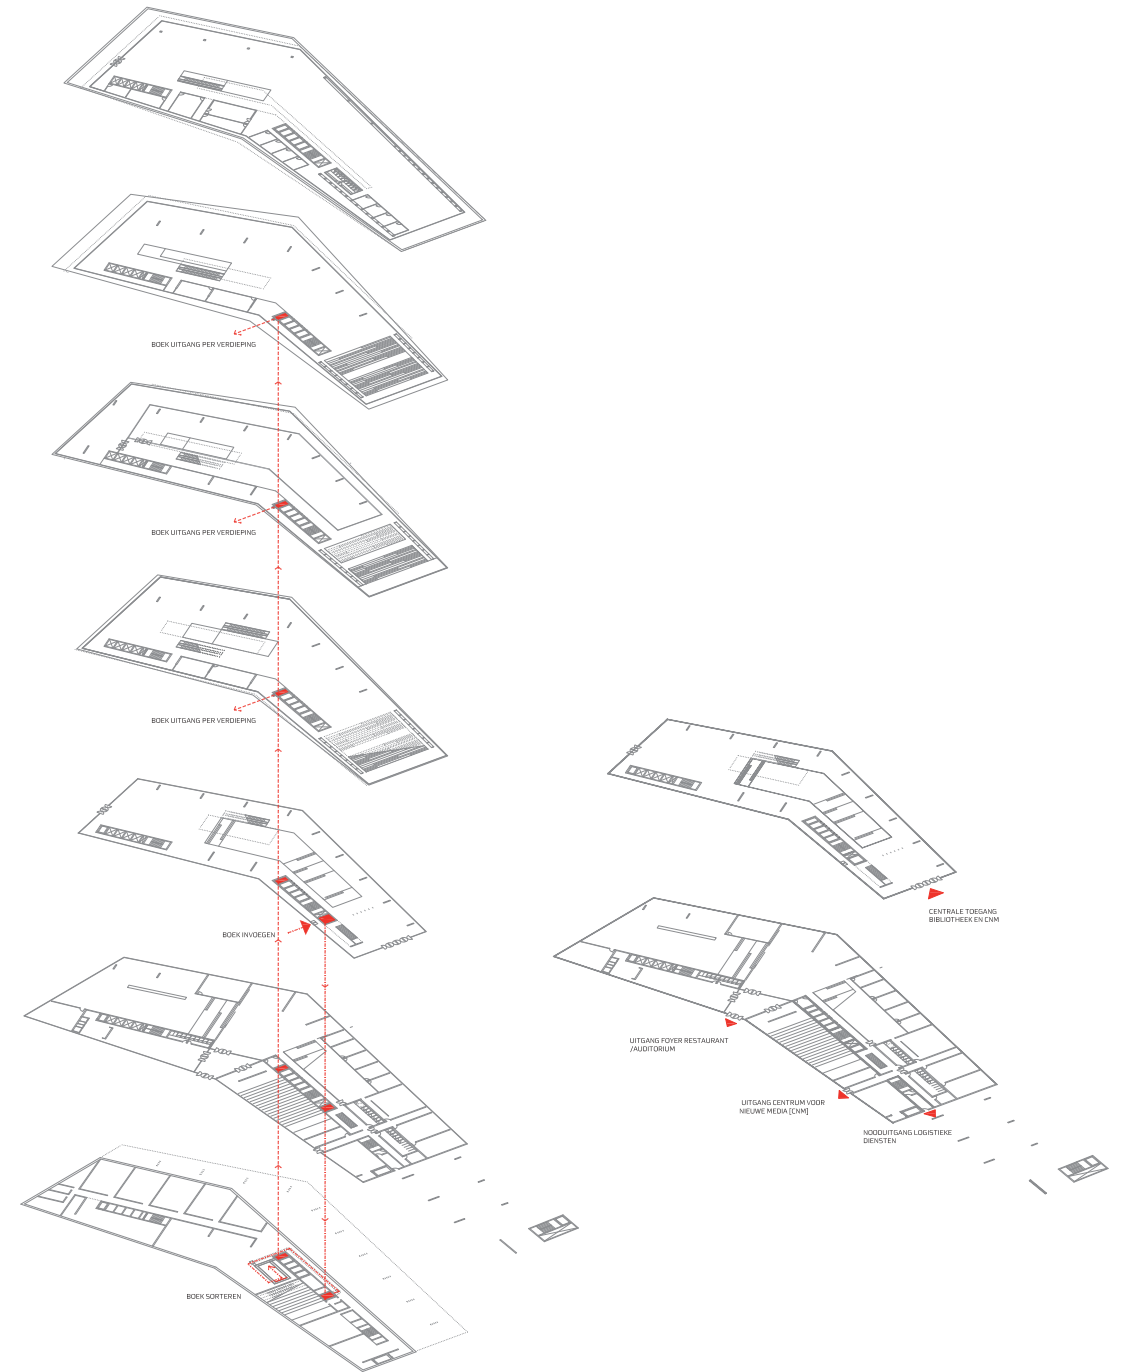 BOEK UITGANG PER VERDIEPING
BOEK UITGANG PER VERDIEPING
BOEK UITGANG PER VERDIEPING
BOEK INVOEGEN
BOEK SORTEREN
CENTRALE TOEGANG
BIBLIOTHEEK EN CNM
UITGANG FOYER RESTAURANT
/AUDITORIUM
UITGANG CENTRUM VOOR
NIEUWE MEDIA [CNM]
NOODUITGANG LOGISTIEKE
DIENSTEN